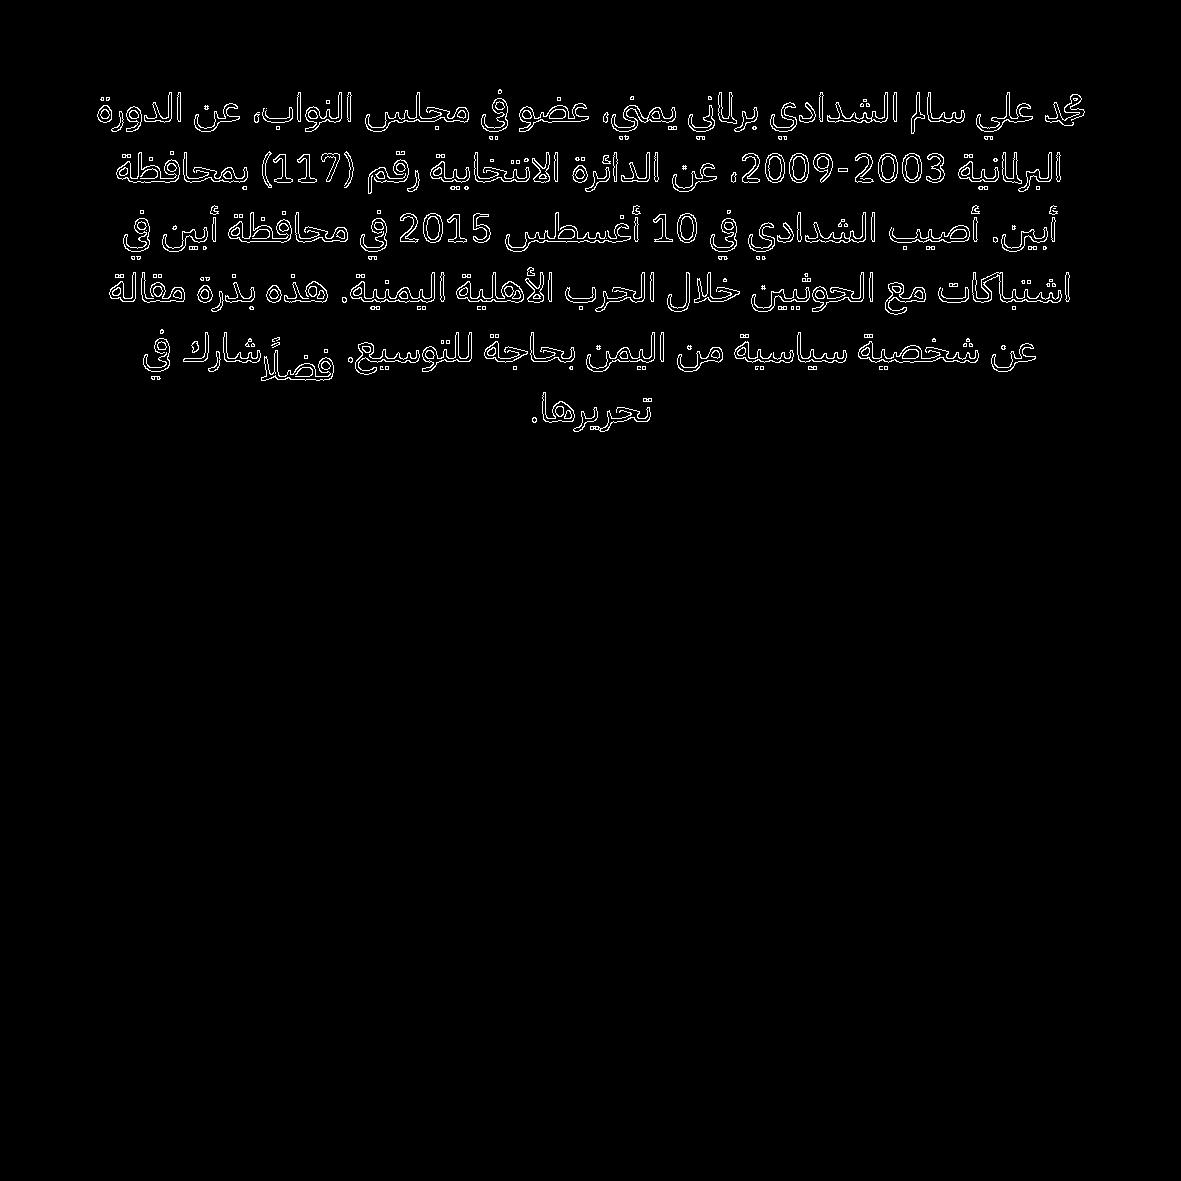 محمد علي سالم الشدادي برلماني يمني، عضو في مجلس النواب، عن الدورة
البرلمانية 2003-2009، عن الدائرة الانتخابية رقم (117) بمحافظة
أبين. أصيب الشدادي في 10 أغسطس 2015 في محافظة أبين في
اشتباكات مع الحوثيين خلال الحرب الأهلية اليمنية. هذه بذرة مقالة
عن شخصية سياسية من اليمن بحاجة للتوسيع. فضلًا شارك في
تحريرها.